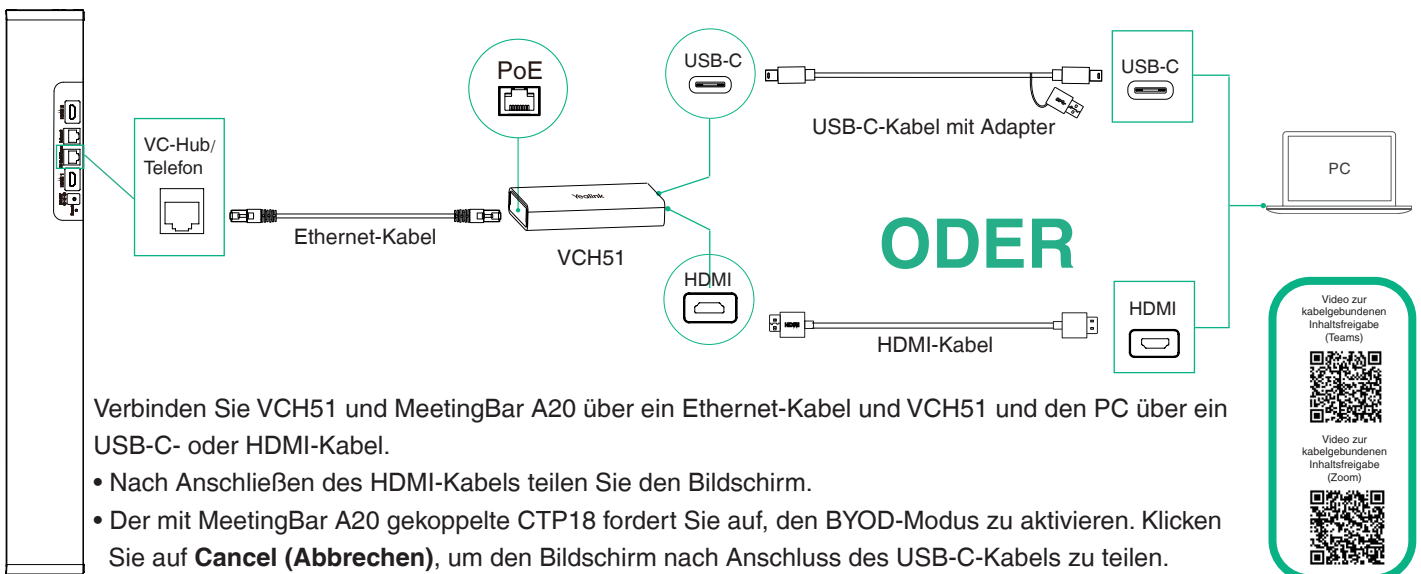 PoE
USB-C
USB-C
VC-Hub/
Telefon
USB-C-Kabel mit Adapter
PC
Yealink
Ethernet-Kabel
VCH51
ODER
HDMI
HDMI
HDMI
HDMI-Kabel
Video zur
kabelgebundenen
Inhaltsfreigabe
(Teams)
Video zur
kabelgebundenen
Inhaltsfreigabe
(Zoom)
Verbinden Sie VCH51 und MeetingBar A20 über ein Ethernet-Kabel und VCH51 und den PC über ein
USB-C- oder HDMI-Kabel.
• Nach Anschließen des HDMI-Kabels teilen Sie den Bildschirm.
• Der mit MeetingBar A20 gekoppelte CTP18 fordert Sie auf, den BYOD-Modus zu aktivieren. Klicken
Sie auf Cancel (Abbrechen), um den Bildschirm nach Anschluss des USB-C-Kabels zu teilen.